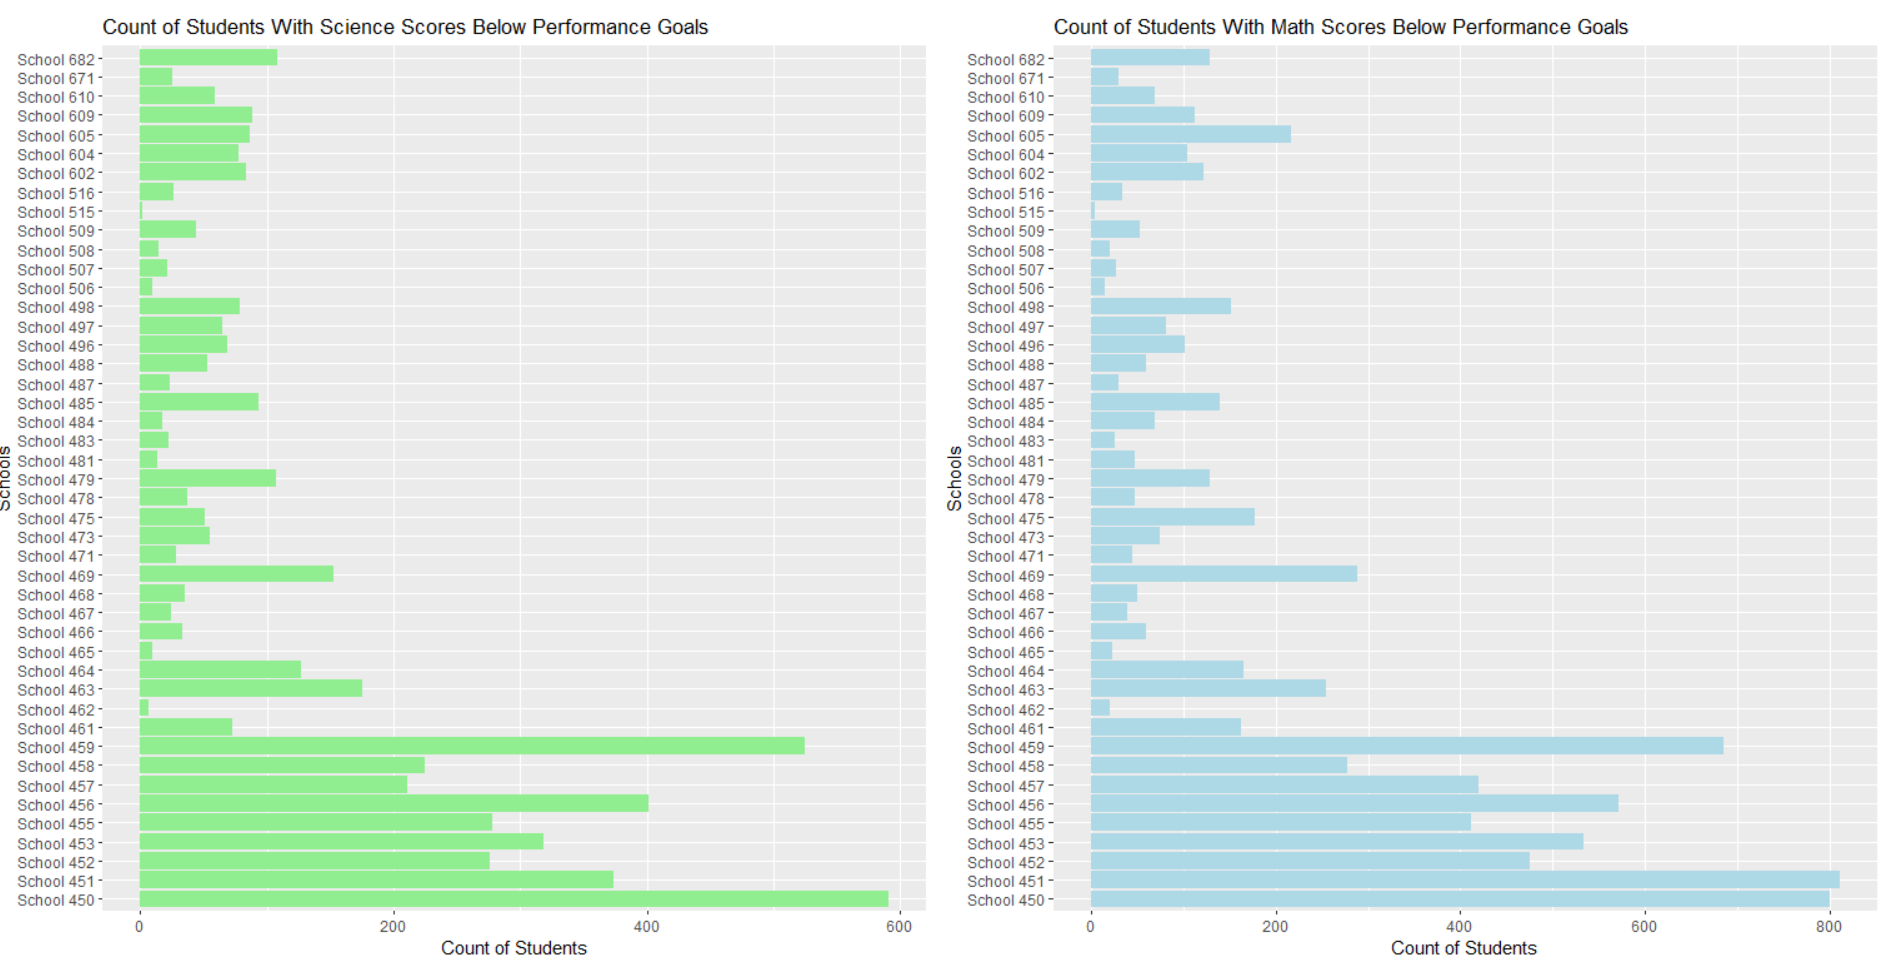 Count of Students With Science Scores Below Performance Goals
School 682
School 671
School 610
School 609
School 605
School 604
School 602
School 516
School 515
School 509
School 508
School 507
School 506
School 498
School 497
School 496
School 488
School 487
School 485
School 484
School 483
School 481
School 479
School 478
School 475
School 473
School 471
School 469
School 468
School 467
School 466
School 465
School 464
School 463
School 462
School 461
School 459
School 458
School 457
School 456
School 455
School 453
School 452
School 451
School 450
Schools
0 200 400 600
Count of Students
Count of Students With Math Scores Below Performance Goals
School 682
School 671
School 610
School 609
School 605
School 604
School 602
School 516
School 515
School 509
School 508
School 507
School 506
School 498
School 497
School 496
School 488
School 487
School 485
School 484
School 483
School 481
School 479
School 478
School 475
School 473
School 471
School 469
School 468
School 467
School 466
School 465
School 464
School 463
School 462
School 461
School 459
School 458
School 457
School 456
School 455
School 453
School 452
School 451
School 450
Schools
0 200 400 600 800
Count of Students